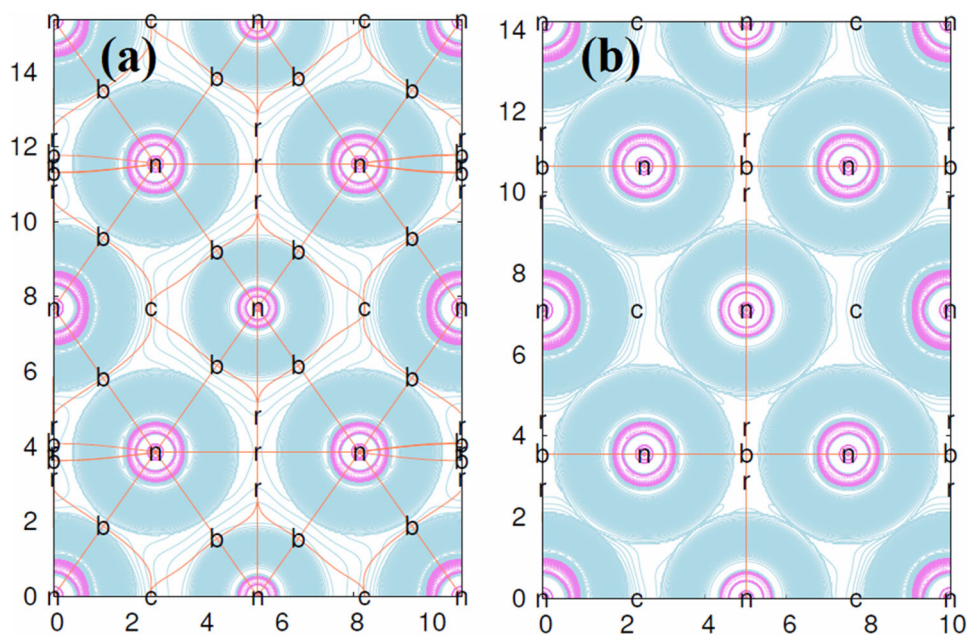 n c n c n
(a)
14
b b b b
12
r r r
b b
b n r n b
r r r
10
b b b b
8
n c n c n
6
b b b b
r r r
4
b b
b n r n b
r r r
2
b b b b
0 n c n c n
0 2 4 6 8 10
14 n c n c n
(b)
12
r r r
b n b n b
10 r r r
8
n c n c n
6
4 r r r
b n b n b
r r r
2
0 n c n c n
0 2 4 6 8 10